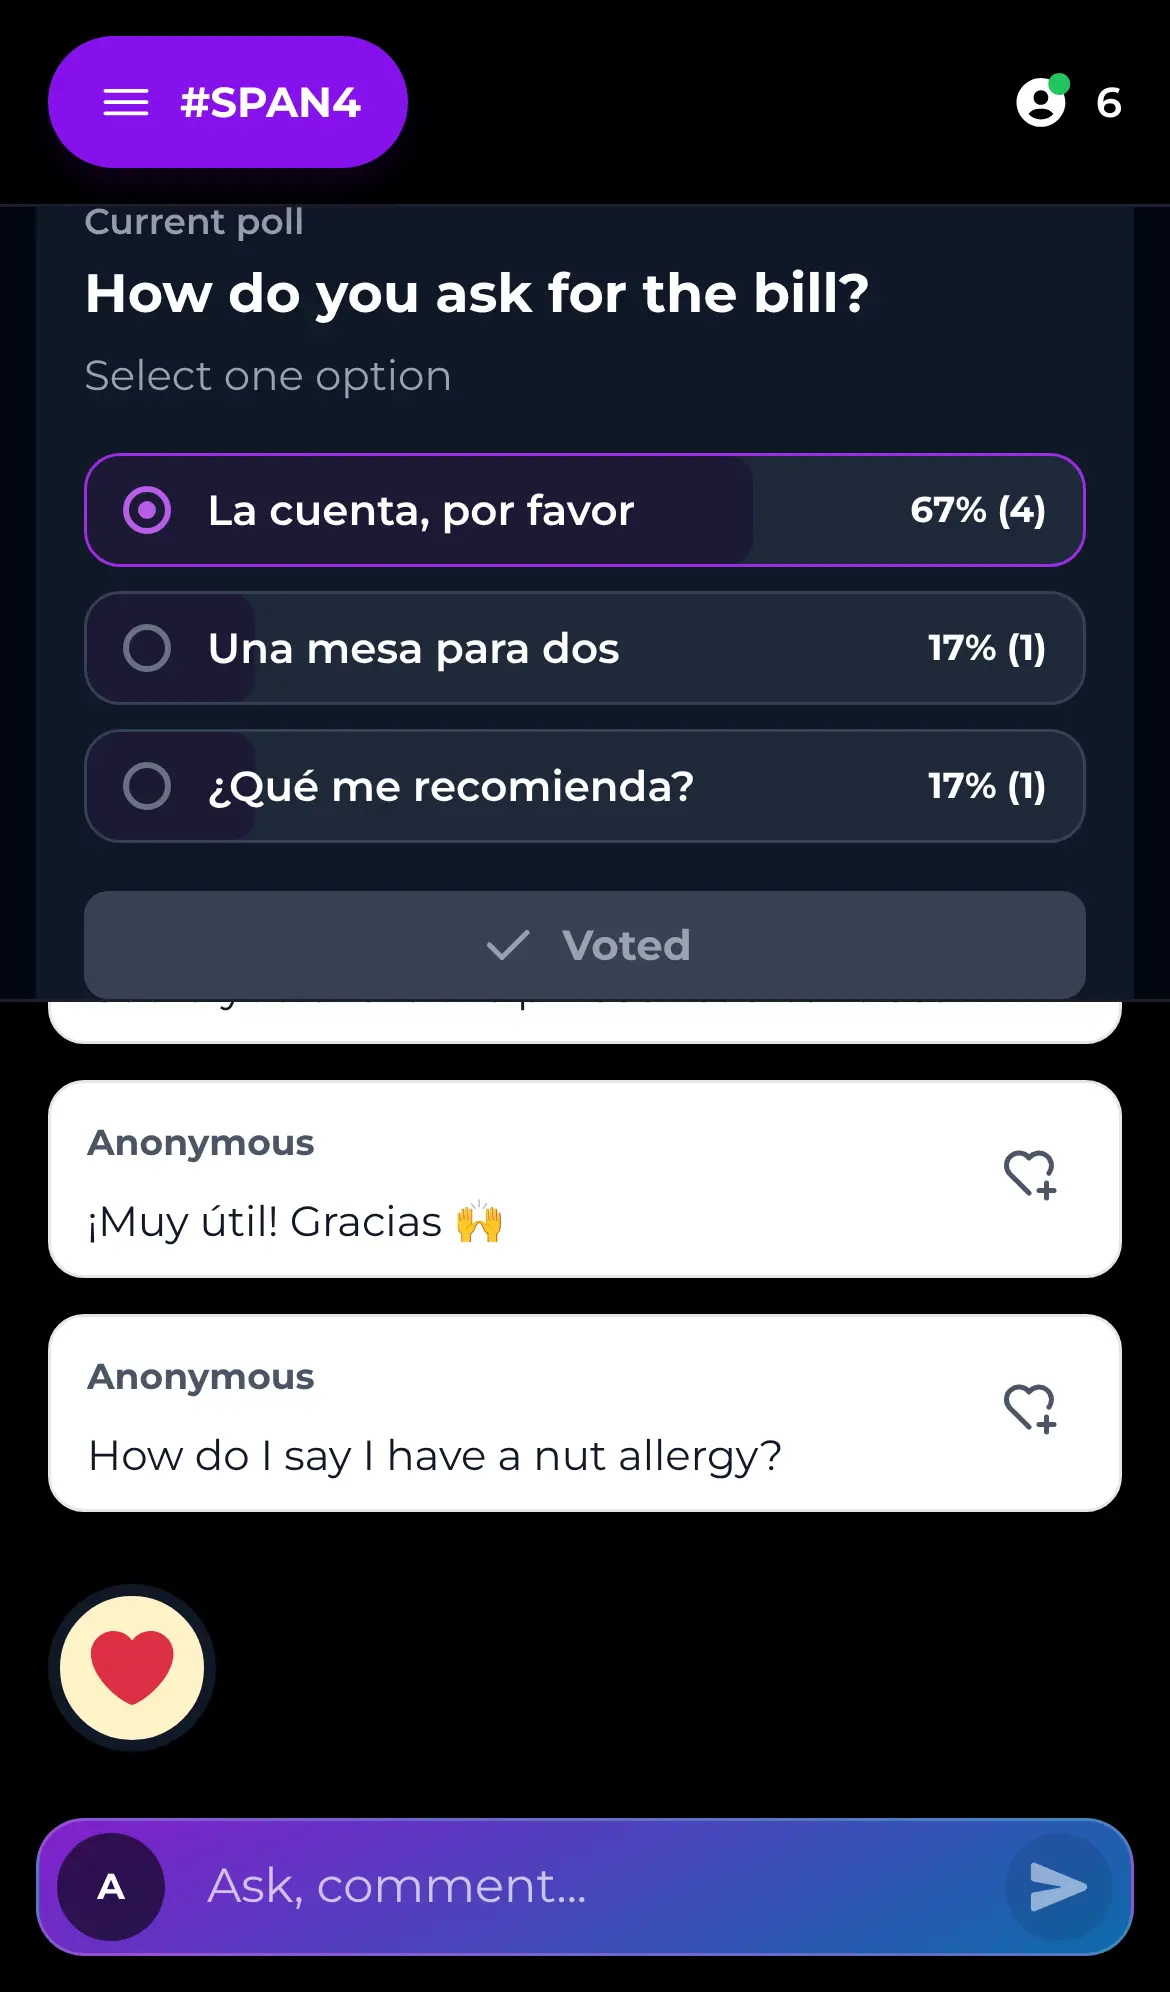 #SPAN4
6
Current poll
How do you ask for the bill?
Select one option
La cuenta, por favor 67% (4)
Una mesa para dos 17% (1)
¿Qué me recomienda? 17% (1)
Voted
Anonymous
¡Muy útil! Gracias 🙌
Anonymous
How do I say I have a nut allergy?
A Ask, comment...